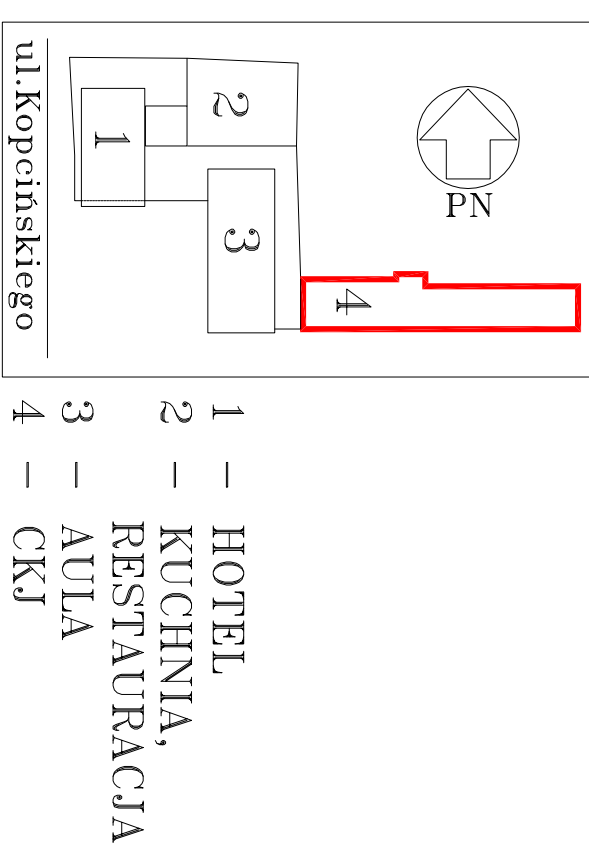 PN
2
1
3
4
ul.Kopcińskiego
1 – HOTEL
2 – KUCHNIA,
RESTAURACJA
3 – AULA
4 – CKJ